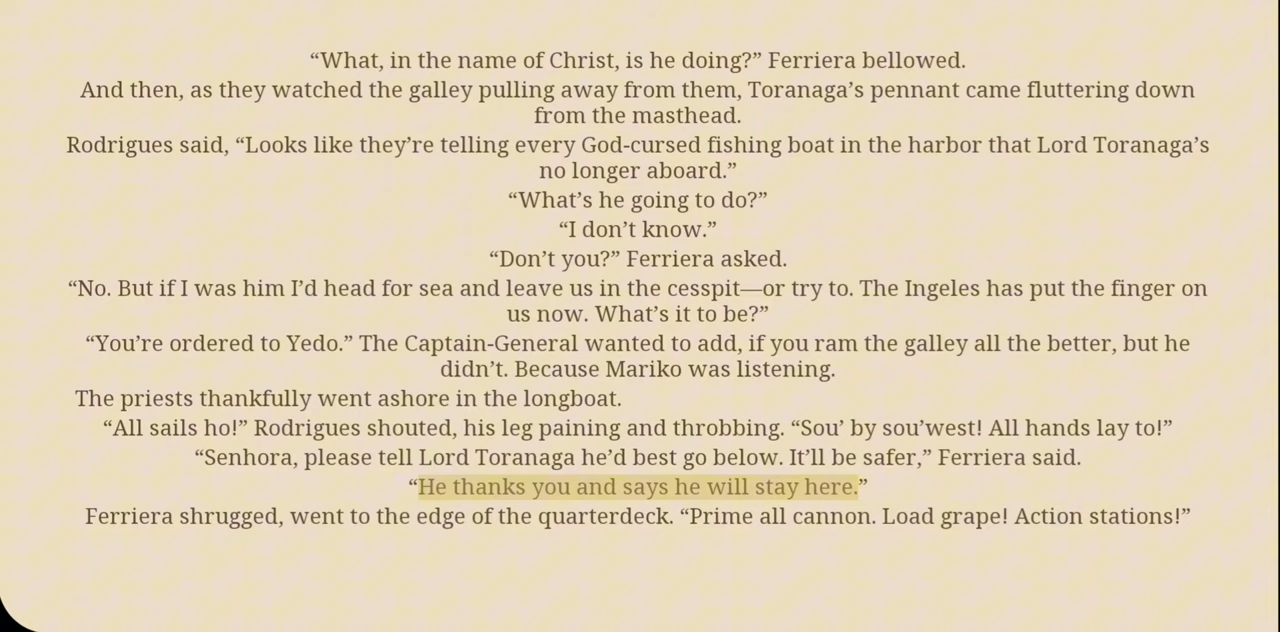 “What, in the name of Christ, is he doing?” Ferriera bellowed.
And then, as they watched the galley pulling away from them, Toranaga’s pennant came fluttering down
from the masthead.
Rodrigues said, “Looks like they’re telling every God-cursed fishing boat in the harbor that Lord Toranaga’s
no longer aboard.”
“What’s he going to do?”
“I don’t know.”
“Don’t you?” Ferriera asked.
“No. But if I was him I’d head for sea and leave us in the cesspit—or try to. The Ingeles has put the finger on
us now. What’s it to be?”
“You’re ordered to Yedo.” The Captain-General wanted to add, if you ram the galley all the better, but he
didn’t. Because Mariko was listening.
The priests thankfully went ashore in the longboat.
“All sails ho!” Rodrigues shouted, his leg paining and throbbing. “Sou’ by sou’west! All hands lay to!”
“Senhora, please tell Lord Toranaga he’d best go below. It’ll be safer,” Ferriera said.
“He thanks you and says he will stay here.”
Ferriera shrugged, went to the edge of the quarterdeck. “Prime all cannon. Load grape! Action stations!”